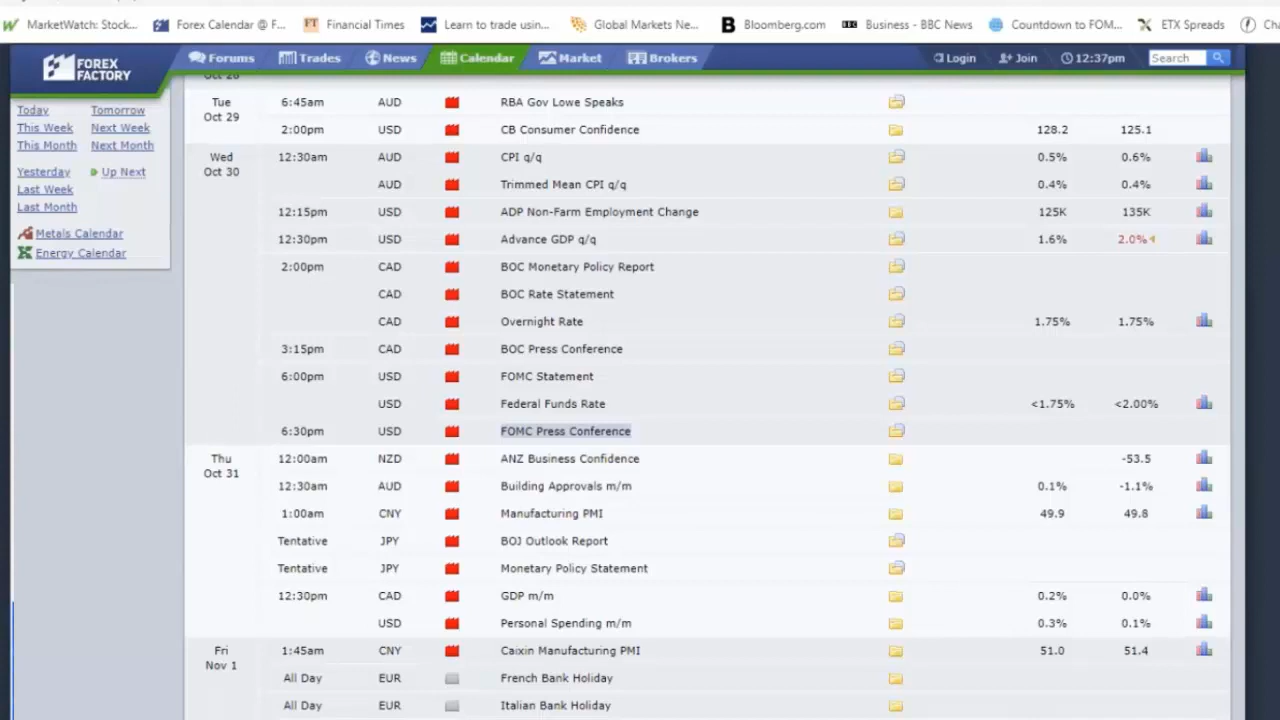 MarketWatch: Stock... Forex Calendar @ F... FT Financial Times Learn to trade usin... Global Markets Ne... B Bloomberg.com BBC Business - BBC News Countdown to FOM... ETX Spreads
FOREX FACTORY Forums Trades News Calendar Market Brokers Login Join 12:37pm Search
Today Tomorrow
This Week Next Week
This Month Next Month
Yesterday Up Next
Last Week
Last Month
Metals Calendar
Energy Calendar
Oct 28
Tue Oct 29 6:45am AUD RBA Gov Lowe Speaks
2:00pm USD CB Consumer Confidence 128.2 125.1
Wed Oct 30 12:30am AUD CPI q/q 0.5% 0.6%
AUD Trimmed Mean CPI q/q 0.4% 0.4%
12:15pm USD ADP Non-Farm Employment Change 125K 135K
12:30pm USD Advance GDP q/q 1.6% 2.0%
2:00pm CAD BOC Monetary Policy Report
CAD BOC Rate Statement
CAD Overnight Rate 1.75% 1.75%
3:15pm CAD BOC Press Conference
6:00pm USD FOMC Statement
USD Federal Funds Rate <1.75% <2.00%
6:30pm USD FOMC Press Conference
Thu Oct 31 12:00am NZD ANZ Business Confidence -53.5
12:30am AUD Building Approvals m/m 0.1% -1.1%
1:00am CNY Manufacturing PMI 49.9 49.8
Tentative JPY BOJ Outlook Report
Tentative JPY Monetary Policy Statement
12:30pm CAD GDP m/m 0.2% 0.0%
USD Personal Spending m/m 0.3% 0.1%
Fri Nov 1 1:45am CNY Caixin Manufacturing PMI 51.0 51.4
All Day EUR French Bank Holiday
All Day EUR Italian Bank Holiday